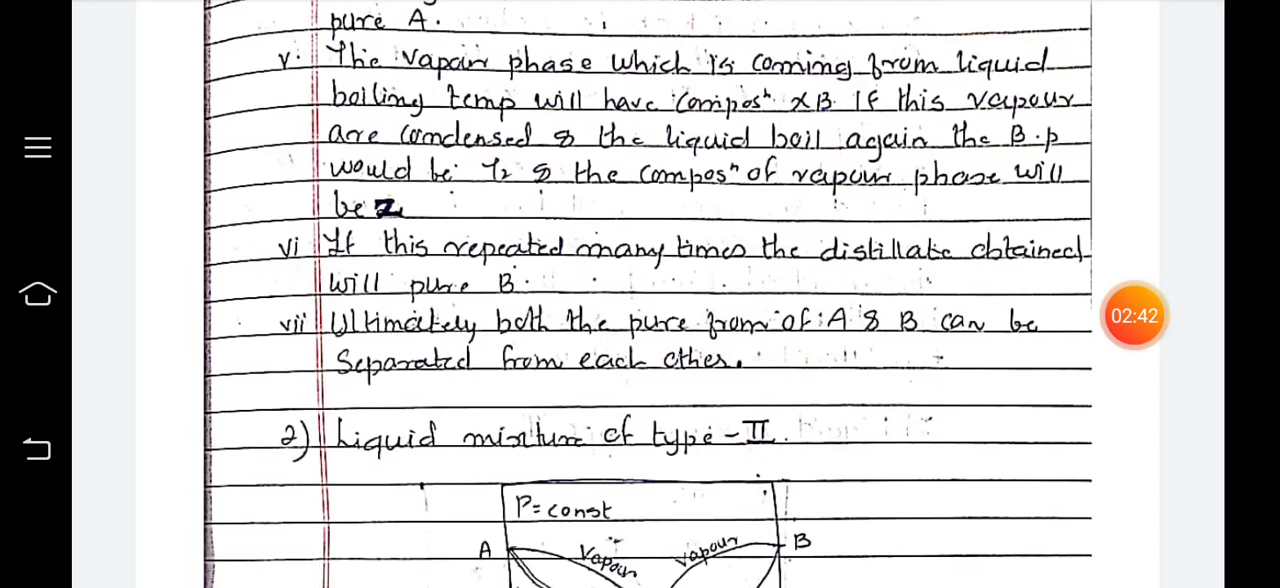 pure A.
v. The vapour phase which is coming from liquid
boiling temp will have composⁿ XB If this vapour
are condensed & the liquid boil again the B.p
would be T2 & the composⁿ of vapour phase will
be Z
vi If this repeated many times the distillate obtained
will pure B.
vii Ultimately both the pure from of A & B can be
Separated from each other.
02:42
2) Liquid mixture of type-II.
P=const
A Vapour vapour B